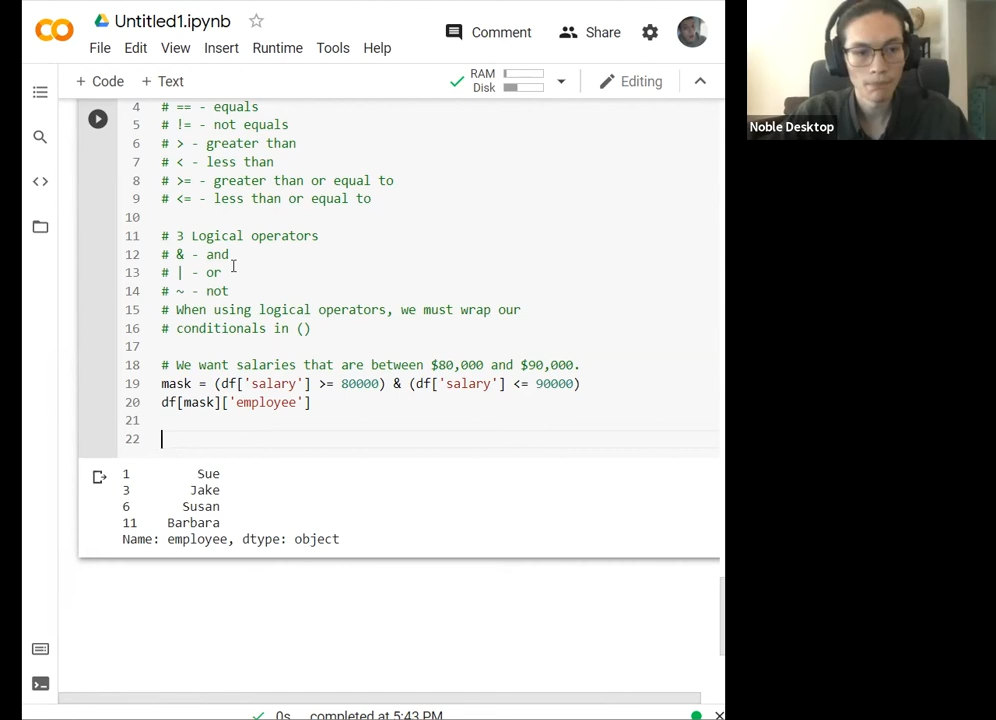 Untitled1.ipynb
File Edit View Insert Runtime Tools Help
Comment Share
+ Code + Text
RAM
Disk
Editing
4 # == - equals
5 # != - not equals
6 # > - greater than
7 # < - less than
8 # >= - greater than or equal to
9 # <= - less than or equal to
10
11 # 3 Logical operators
12 # & - and
13 # | - or
14 # ~ - not
15 # When using logical operators, we must wrap our
16 # conditionals in ()
17
18 # We want salaries that are between $80,000 and $90,000.
19 mask = (df['salary'] >= 80000) & (df['salary'] <= 90000)
20 df[mask]['employee']
21
22
1 Sue
3 Jake
6 Susan
11 Barbara
Name: employee, dtype: object
0s completed at 5:43 PM
Noble Desktop